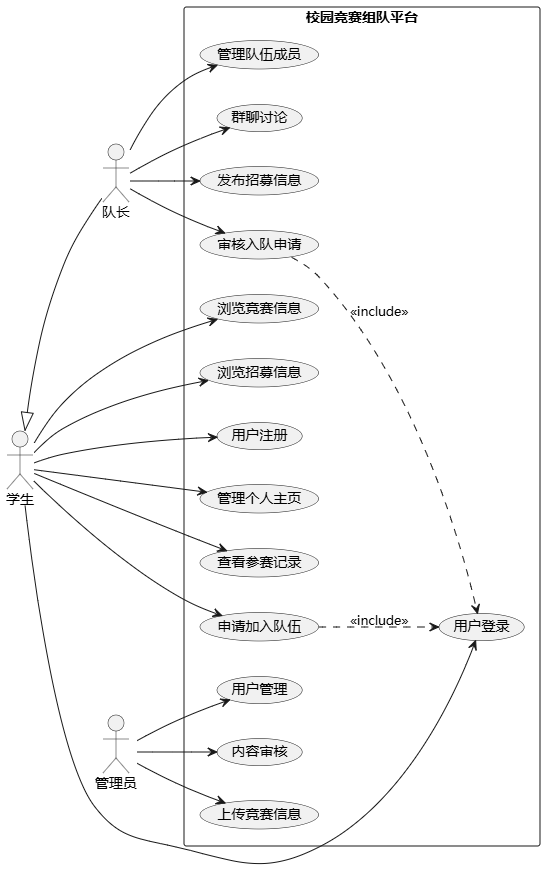 校园竞赛组队平台
管理队伍成员
群聊讨论
队长
发布招募信息
审核入队申请
浏览竞赛信息
«include»
浏览招募信息
用户注册
学生
管理个人主页
查看参赛记录
申请加入队伍
«include»
用户登录
用户管理
管理员
内容审核
上传竞赛信息